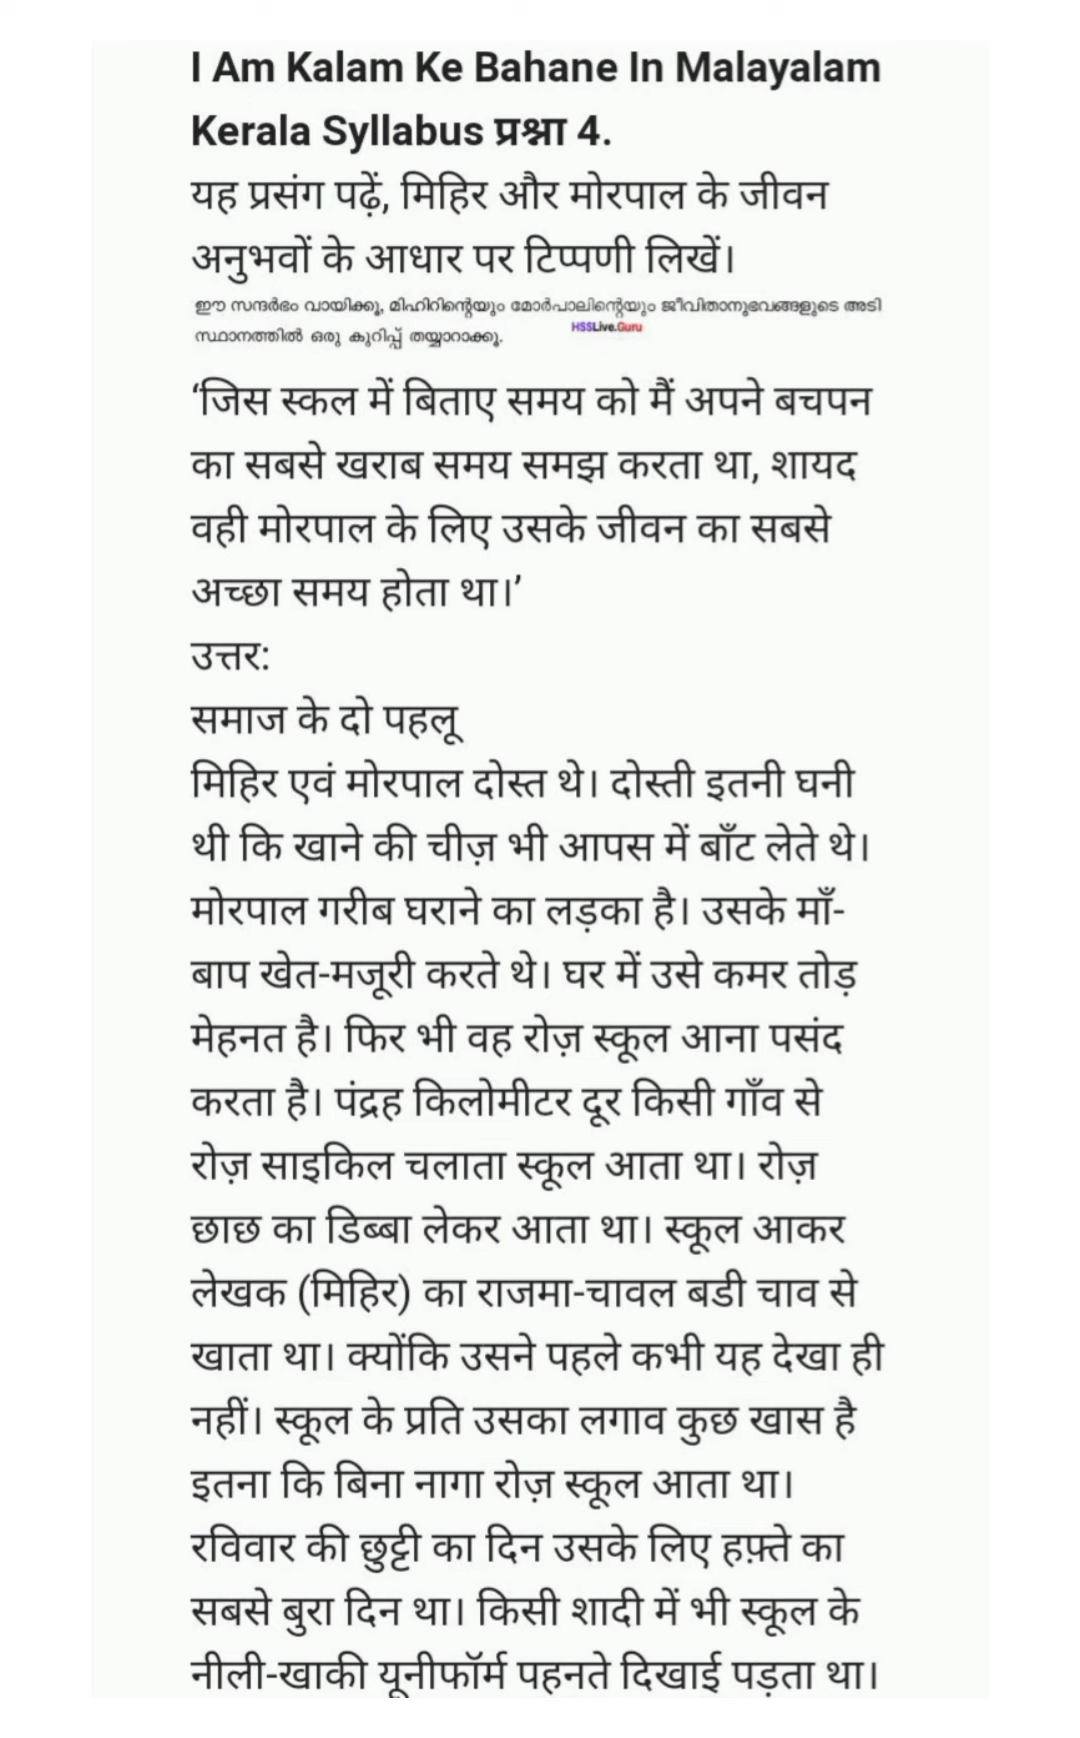 I Am Kalam Ke Bahane In Malayalam
Kerala Syllabus प्रश्ना 4.
यह प्रसंग पढ़ें, मिहिर और मोरपाल के जीवन
अनुभवों के आधार पर टिप्पणी लिखें।
ഈ സന്ദർഭം വായിക്കൂ, മിഹിറിന്റെയും മോർപാലിന്റെയും ജീവിതാനുഭവങ്ങളുടെ അടി
സ്ഥാനത്തിൽ ഒരു കുറിപ്പ് തയ്യാറാക്കൂ.
HSSLive.Guru
‘जिस स्कल में बिताए समय को मैं अपने बचपन
का सबसे खराब समय समझ करता था, शायद
वही मोरपाल के लिए उसके जीवन का सबसे
अच्छा समय होता था।’
उत्तर:
समाज के दो पहलू
मिहिर एवं मोरपाल दोस्त थे। दोस्ती इतनी घनी
थी कि खाने की चीज़ भी आपस में बाँट लेते थे।
मोरपाल गरीब घराने का लड़का है। उसके माँ-
बाप खेत-मजूरी करते थे। घर में उसे कमर तोड़
मेहनत है। फिर भी वह रोज़ स्कूल आना पसंद
करता है। पंद्रह किलोमीटर दूर किसी गाँव से
रोज़ साइकिल चलाता स्कूल आता था। रोज़
छाछ का डिब्बा लेकर आता था। स्कूल आकर
लेखक (मिहिर) का राजमा-चावल बडी चाव से
खाता था। क्योंकि उसने पहले कभी यह देखा ही
नहीं। स्कूल के प्रति उसका लगाव कुछ खास है
इतना कि बिना नागा रोज़ स्कूल आता था।
रविवार की छुट्टी का दिन उसके लिए हफ़्ते का
सबसे बुरा दिन था। किसी शादी में भी स्कूल के
नीली-खाकी यूनीफॉर्म पहनते दिखाई पड़ता था।